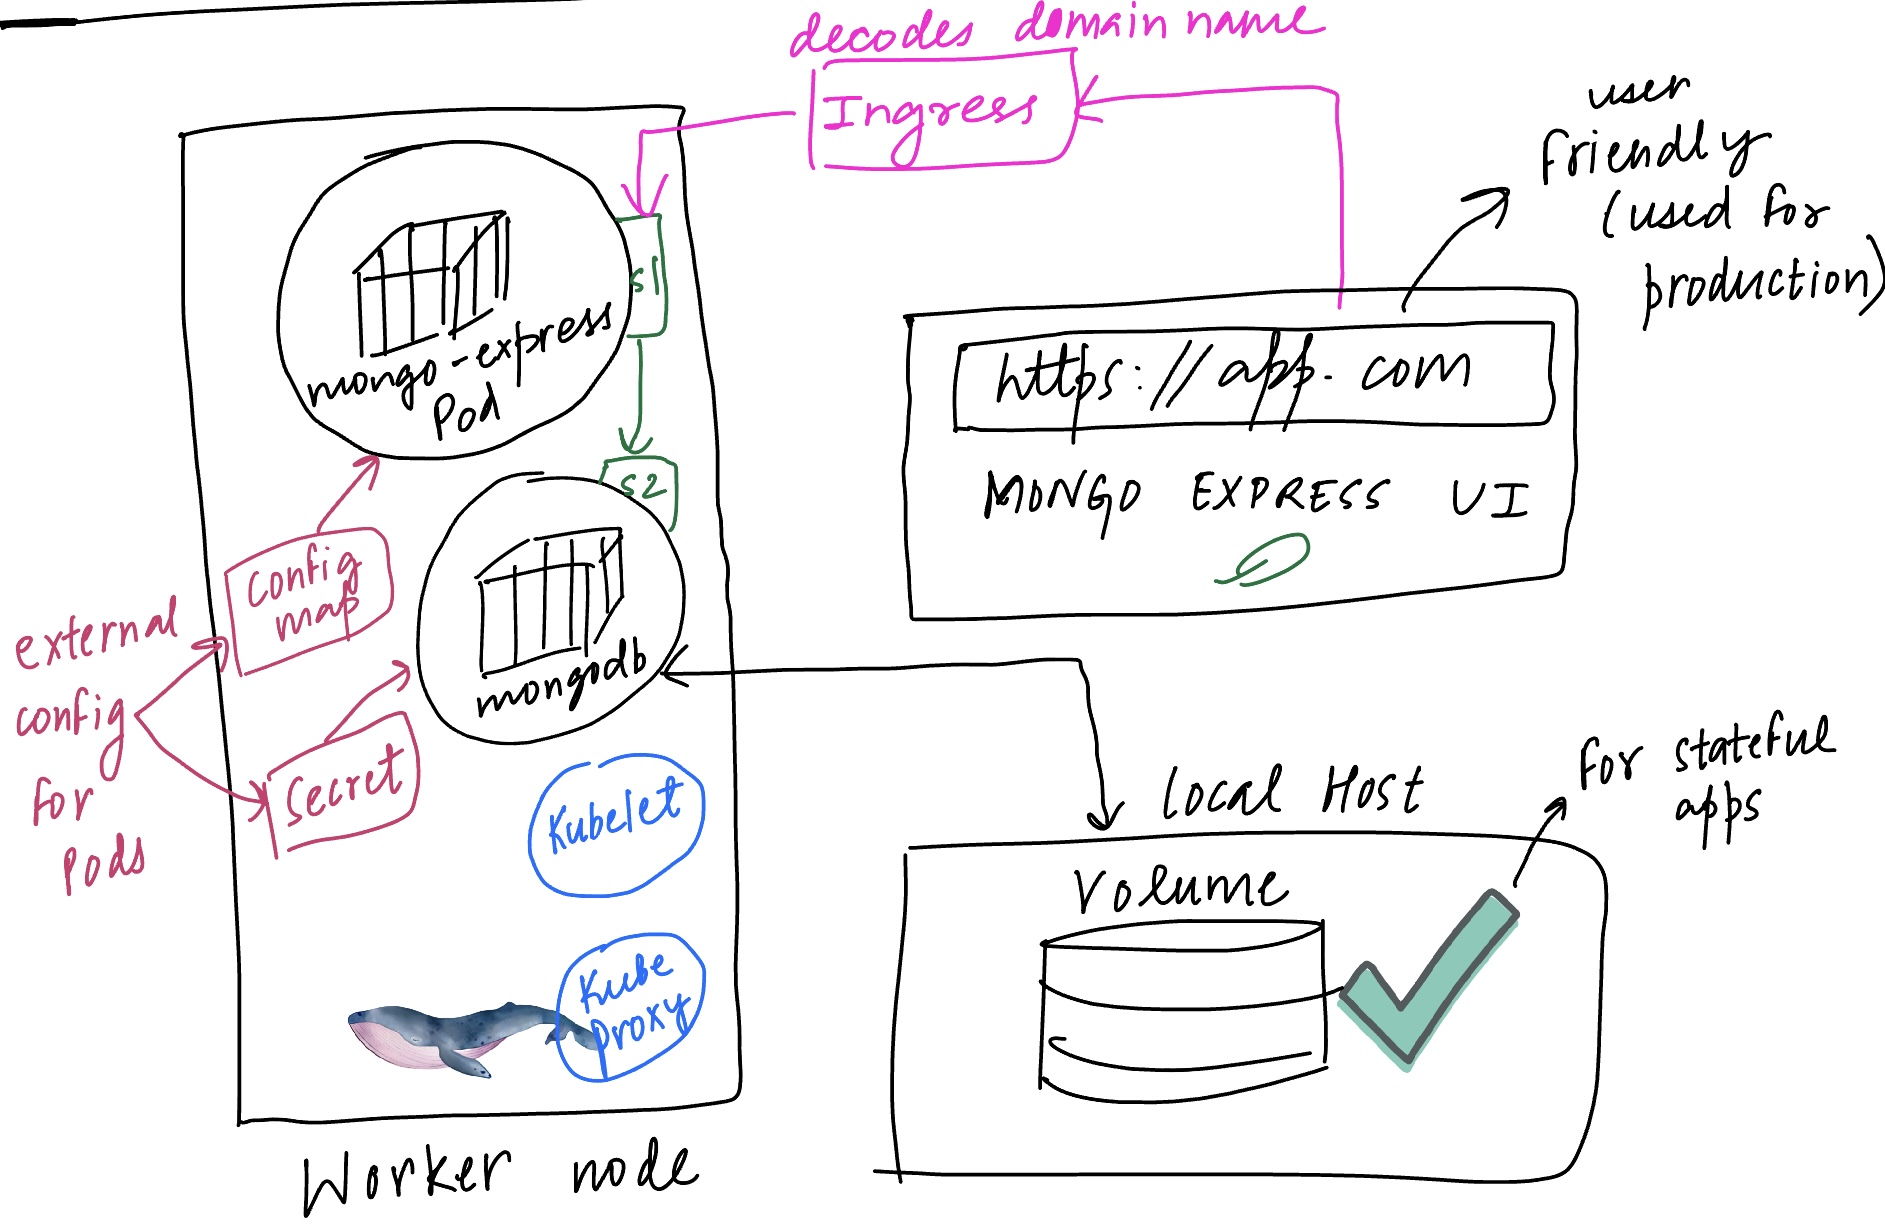 decodes domain name
Ingress
user
friendly
(used for
production)
s1
mongo-express
Pod
https://app.com
MONGO EXPRESS UI
s2
config
map
external
config
for
Pods
mongodb
Secret
Kubelet
Kube
proxy
Worker node
local Host
Volume
for stateful
apps